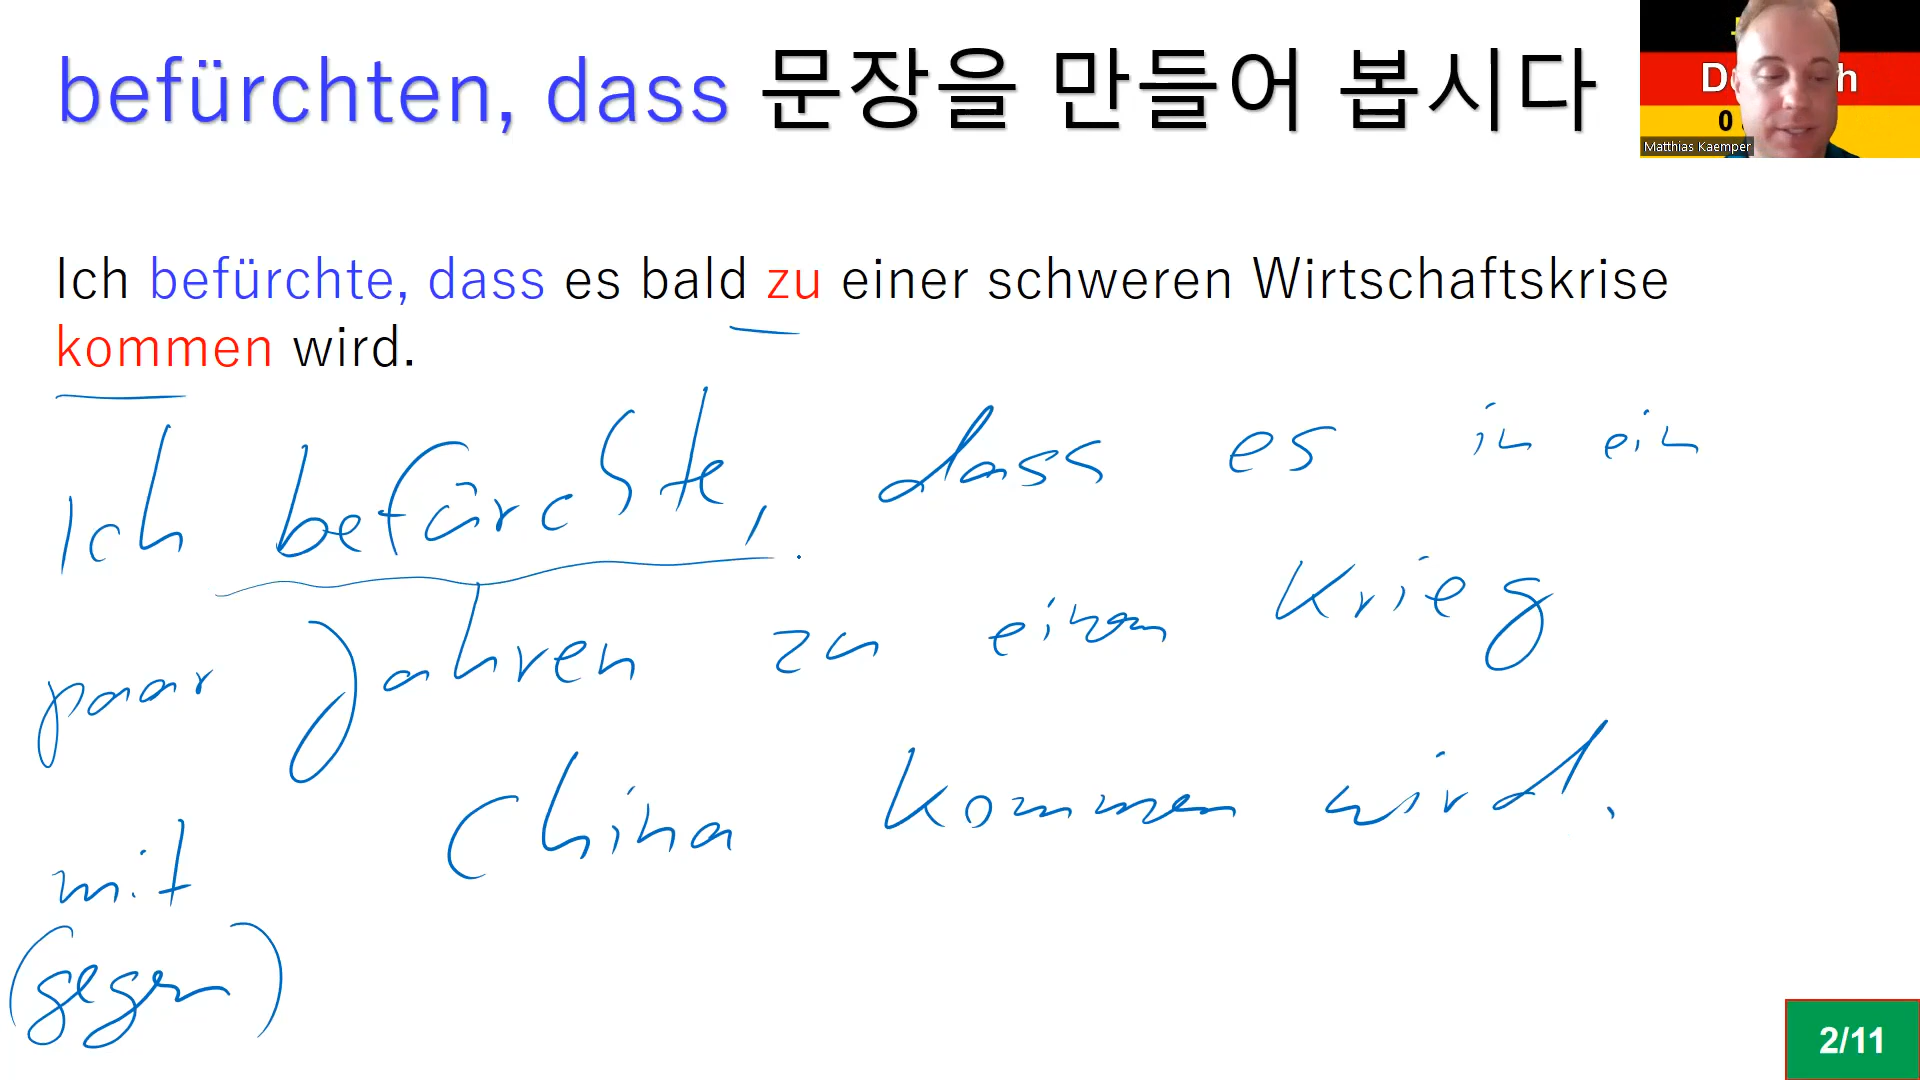 befürchten, dass 문장을 만들어 봅시다
Matthias Kaemper
Ich befürchte, dass es bald zu einer schweren Wirtschaftskrise
kommen wird.
Ich befürchte, dass es in ein
paar Jahren zu einem Krieg
mit China kommen wird.
(gegen)
2/11